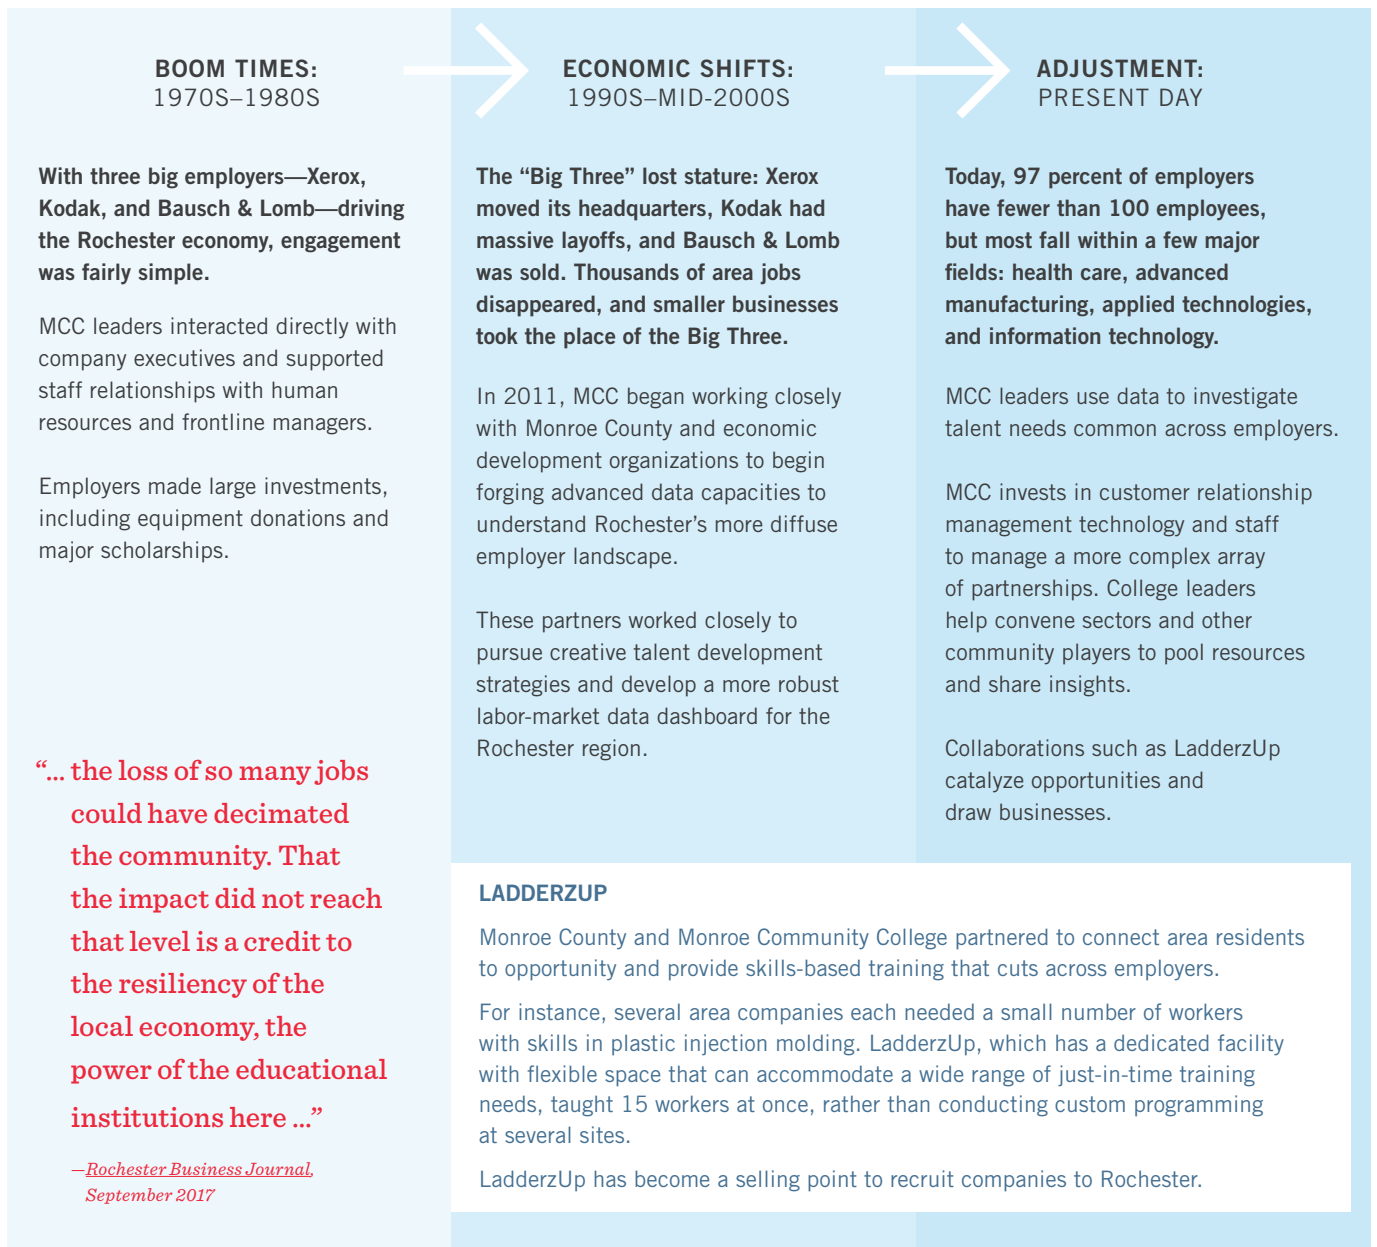 BOOM TIMES:
1970S–1980S
With three big employers—Xerox,
Kodak, and Bausch & Lomb—driving
the Rochester economy, engagement
was fairly simple.
MCC leaders interacted directly with
company executives and supported
staff relationships with human
resources and frontline managers.
Employers made large investments,
including equipment donations and
major scholarships.
“... the loss of so many jobs
could have decimated
the community. That
the impact did not reach
that level is a credit to
the resiliency of the
local economy, the
power of the educational
institutions here ...”
—Rochester Business Journal,
September 2017
ECONOMIC SHIFTS:
1990S–MID-2000S
The “Big Three” lost stature: Xerox
moved its headquarters, Kodak had
massive layoffs, and Bausch & Lomb
was sold. Thousands of area jobs
disappeared, and smaller businesses
took the place of the Big Three.
In 2011, MCC began working closely
with Monroe County and economic
development organizations to begin
forging advanced data capacities to
understand Rochester’s more diffuse
employer landscape.
These partners worked closely to
pursue creative talent development
strategies and develop a more robust
labor-market data dashboard for the
Rochester region.
ADJUSTMENT:
PRESENT DAY
Today, 97 percent of employers
have fewer than 100 employees,
but most fall within a few major
fields: health care, advanced
manufacturing, applied technologies,
and information technology.
MCC leaders use data to investigate
talent needs common across employers.
MCC invests in customer relationship
management technology and staff
to manage a more complex array
of partnerships. College leaders
help convene sectors and other
community players to pool resources
and share insights.
Collaborations such as LadderzUp
catalyze opportunities and
draw businesses.
LADDERZUP
Monroe County and Monroe Community College partnered to connect area residents
to opportunity and provide skills-based training that cuts across employers.
For instance, several area companies each needed a small number of workers
with skills in plastic injection molding. LadderzUp, which has a dedicated facility
with flexible space that can accommodate a wide range of just-in-time training
needs, taught 15 workers at once, rather than conducting custom programming
at several sites.
LadderzUp has become a selling point to recruit companies to Rochester.